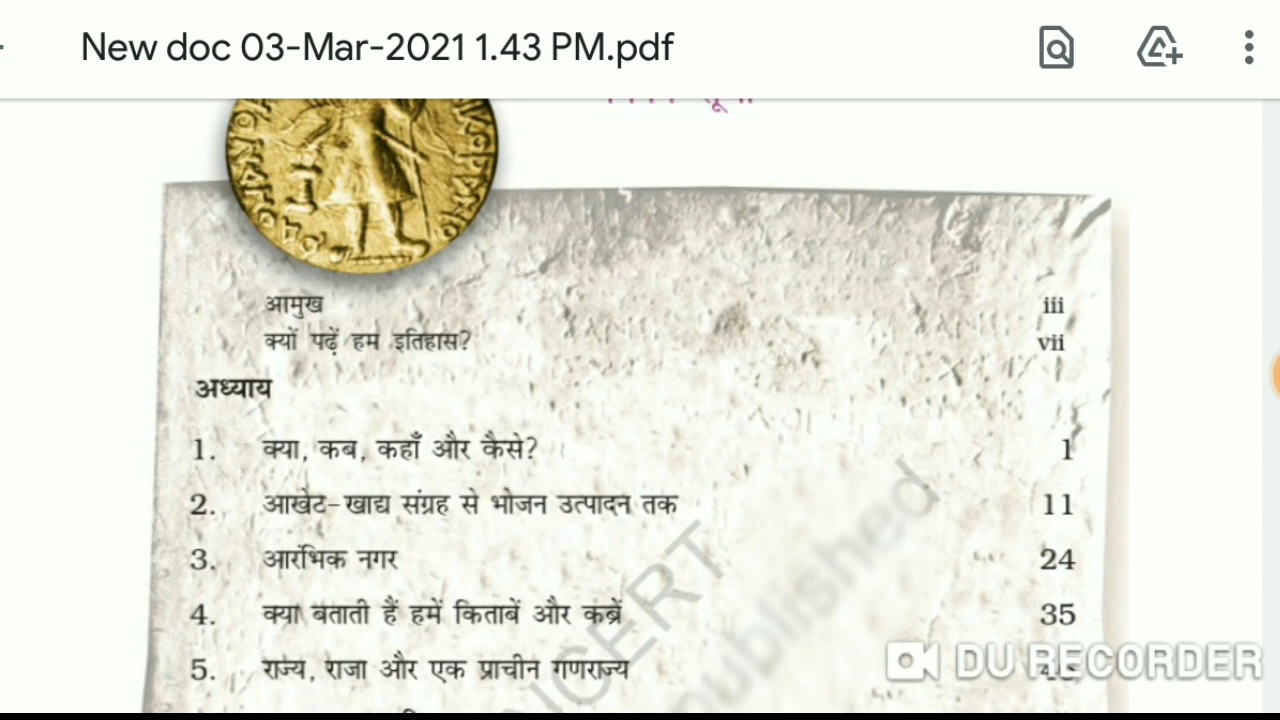 New doc 03-Mar-2021 1.43 PM.pdf
आमुख iii
क्यों पढ़ें हम इतिहास? vii
अध्याय
1. क्या, कब, कहाँ और कैसे? 1
2. आखेट-खाद्य संग्रह से भोजन उत्पादन तक 11
3. आरंभिक नगर 24
4. क्या बताती हैं हमें किताबें और कब्रें 35
5. राज्य, राजा और एक प्राचीन गणराज्य
NCERT
published
DU RECORDER